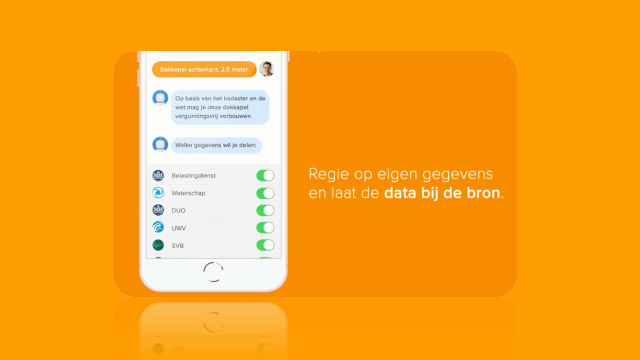 Dakkapel achterkant: 2,5 meter
Op basis van het kadaster en de
wet mag je deze dakkapel
vergunningsvrij verbouwen.
Welke gegevens wil je delen:
Belastingdienst
Waterschap
DUO
UWV
SVB
Regie op eigen gegevens
en laat de data bij de bron.